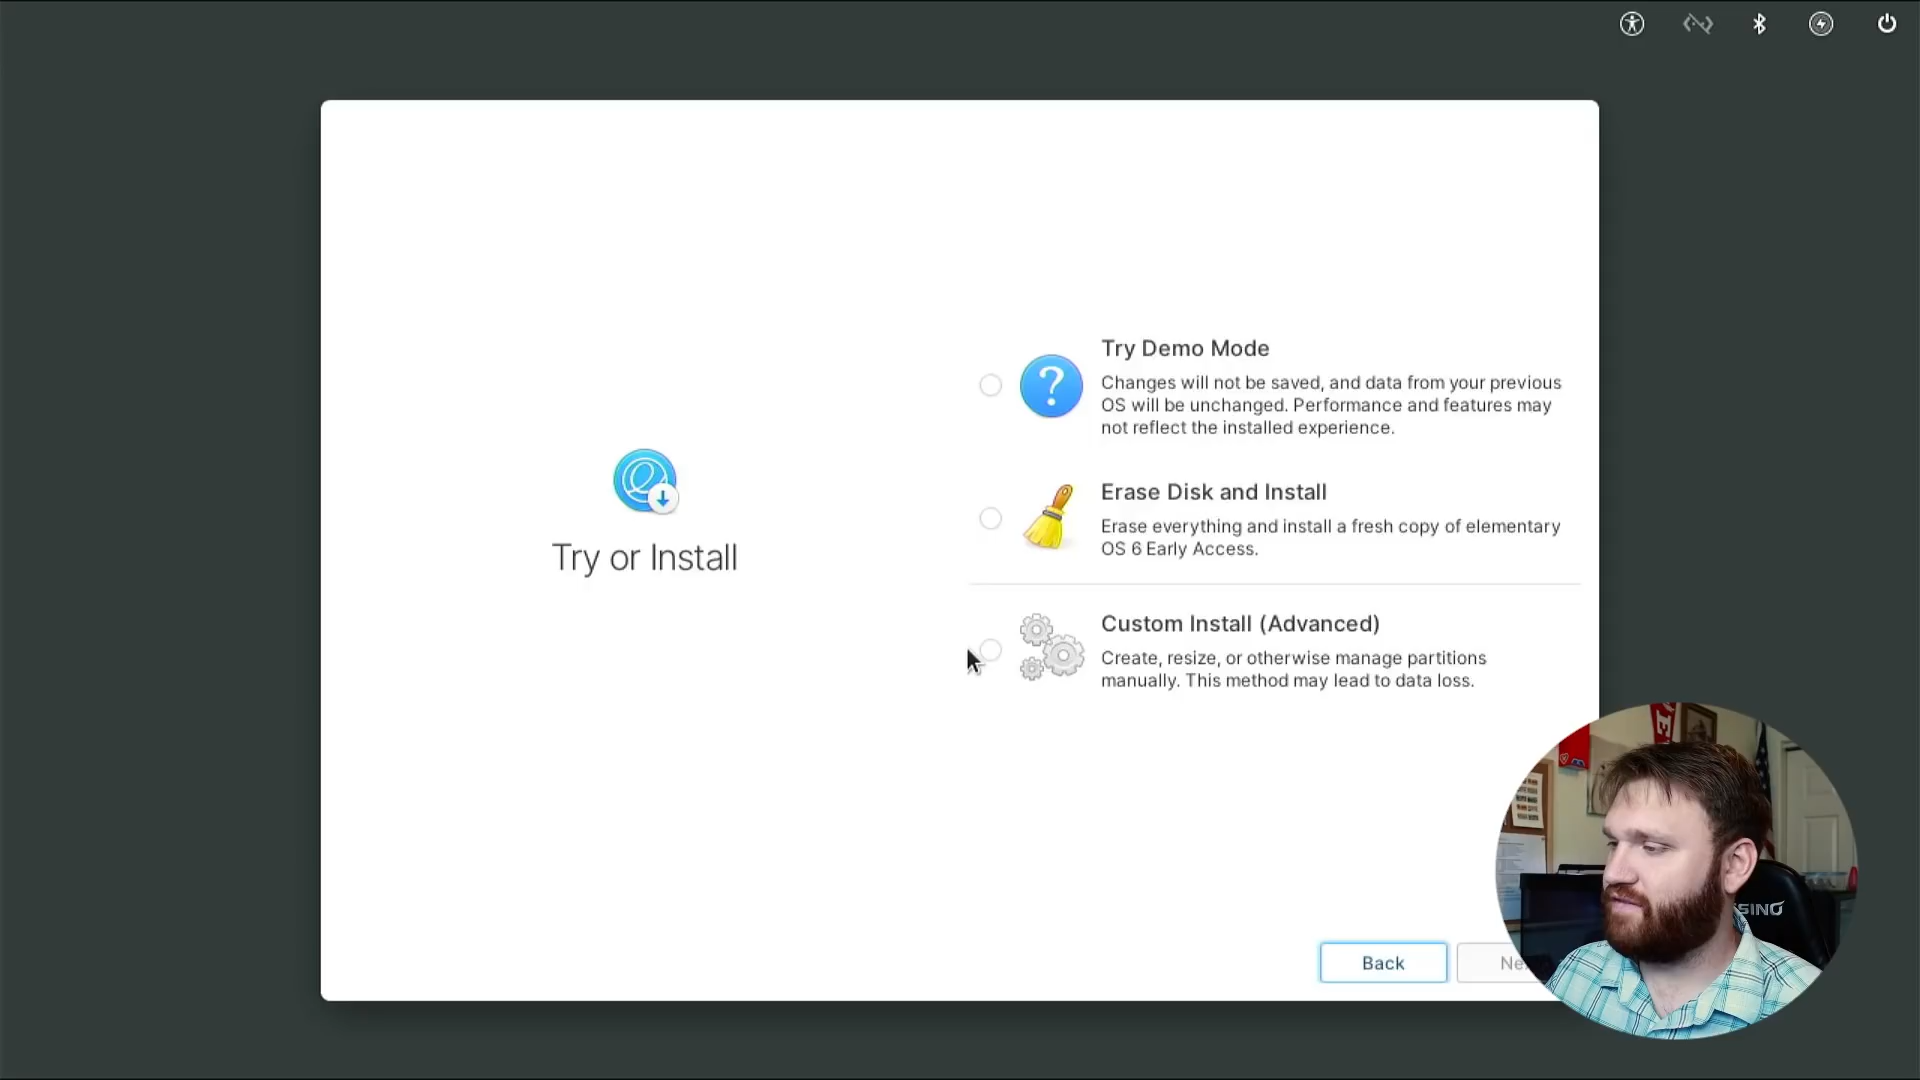 Try Demo Mode
Changes will not be saved, and data from your previous
OS will be unchanged. Performance and features may
not reflect the installed experience.
Erase Disk and Install
Erase everything and install a fresh copy of elementary
OS 6 Early Access.
Try or Install
Custom Install (Advanced)
Create, resize, or otherwise manage partitions
manually. This method may lead to data loss.
Back